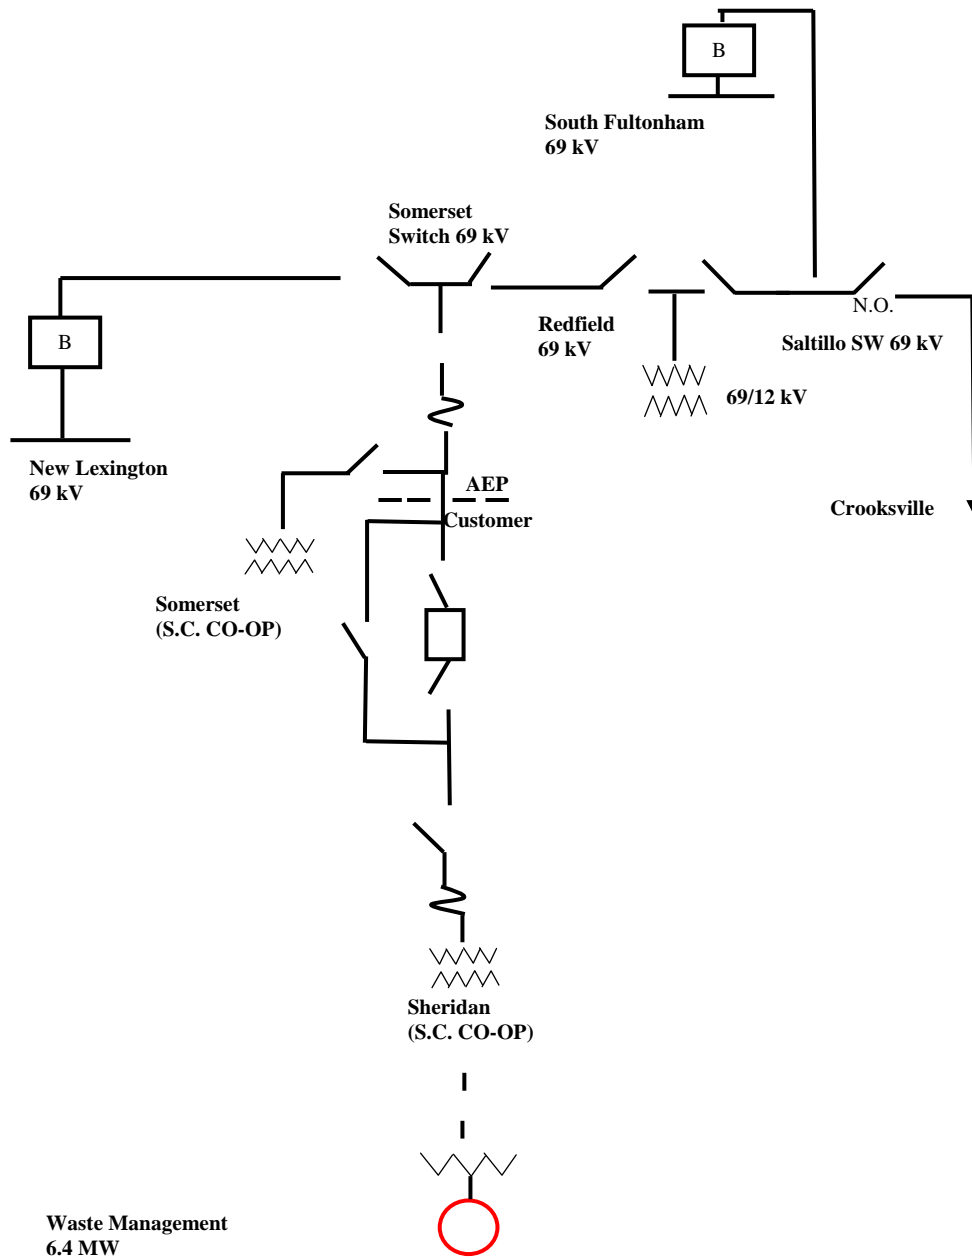 B
South Fultonham
69 kV
Somerset
Switch 69 kV
B
N.O.
Redfield
69 kV
Saltillo SW 69 kV
69/12 kV
New Lexington
69 kV
AEP
Customer
Crooksville
Somerset
(S.C. CO-OP)
Sheridan
(S.C. CO-OP)
Waste Management
6.4 MW